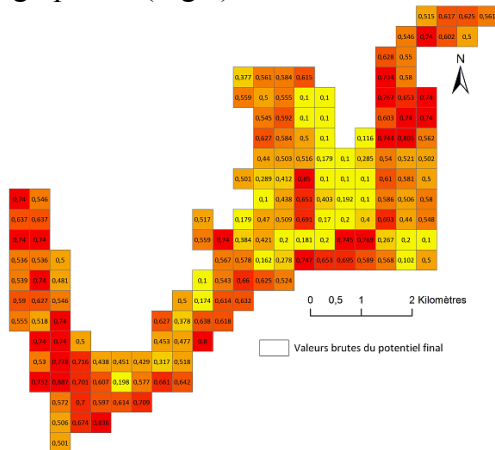 0,515 0,617 0,625 0,561
0,546 0,74 0,602 0,5
0,628 0,55
N
0,377 0,561 0,584 0,615 0,704 0,58
0,559 0,5 0,555 0,1 0,1 0,767 0,653 0,74
0,545 0,592 0,1 0,1 0,603 0,74 0,74
0,627 0,584 0,5 0,1 0,116 0,744 0,803 0,562
0,44 0,503 0,516 0,179 0,1 0,285 0,54 0,521 0,502
0,501 0,289 0,412 0,85 0,1 0,1 0,1 0,61 0,581 0,5
0,74 0,546 0,1 0,438 0,651 0,403 0,192 0,1 0,586 0,506 0,58
0,637 0,637 0,517 0,179 0,47 0,509 0,691 0,17 0,2 0,4 0,693 0,44 0,548
0,74 0,74 0,559 0,74 0,384 0,421 0,2 0,181 0,2 0,745 0,769 0,267 0,2 0,1
0,536 0,536 0,5 0,567 0,578 0,162 0,278 0,747 0,653 0,695 0,589 0,568 0,102 0,5
0,539 0,74 0,481 0,1 0,543 0,66 0,625 0,524
0,59 0,627 0,546 0,5 0,174 0,614 0,632
0 0,5 1 2 Kilomètres
0,555 0,518 0,74 0,627 0,378 0,638 0,618
0,74 0,74 0,5 0,453 0,477 0,8
Valeurs brutes du potentiel final
0,53 0,778 0,716 0,438 0,451 0,429 0,317 0,518
0,732 0,887 0,701 0,607 0,198 0,577 0,661 0,642
0,572 0,7 0,597 0,614 0,709
0,506 0,674 0,836
0,501